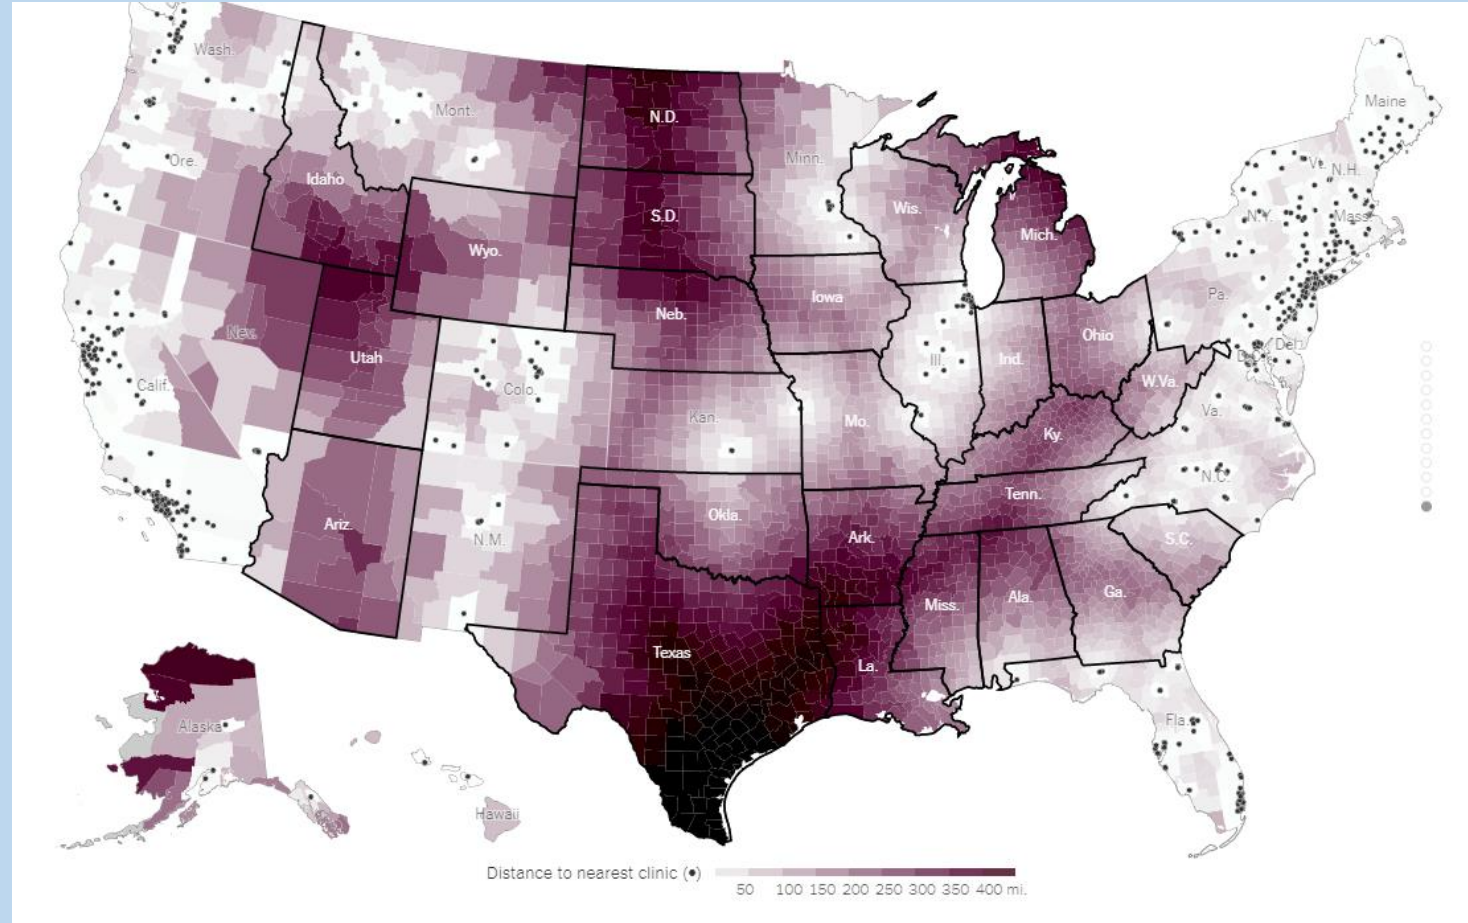 Wash.
Mont.
N.D.
Minn.
Maine
Ore.
Idaho
Vt.
N.H.
S.D.
Wis.
N.Y.
Mass.
Wyo.
Mich.
Neb.
Iowa
Pa.
Nev.
Utah
Ohio
Calif.
Colo.
Ill.
Ind.
D.C.
Del.
W.Va.
Kan.
Mo.
Va.
Ky.
Ariz.
N.M.
Okla.
Ark.
Tenn.
N.C.
S.C.
Texas
La.
Miss.
Ala.
Ga.
Fla.
Alaska
Hawaii
Distance to nearest clinic (•)
50 100 150 200 250 300 350 400 mi.